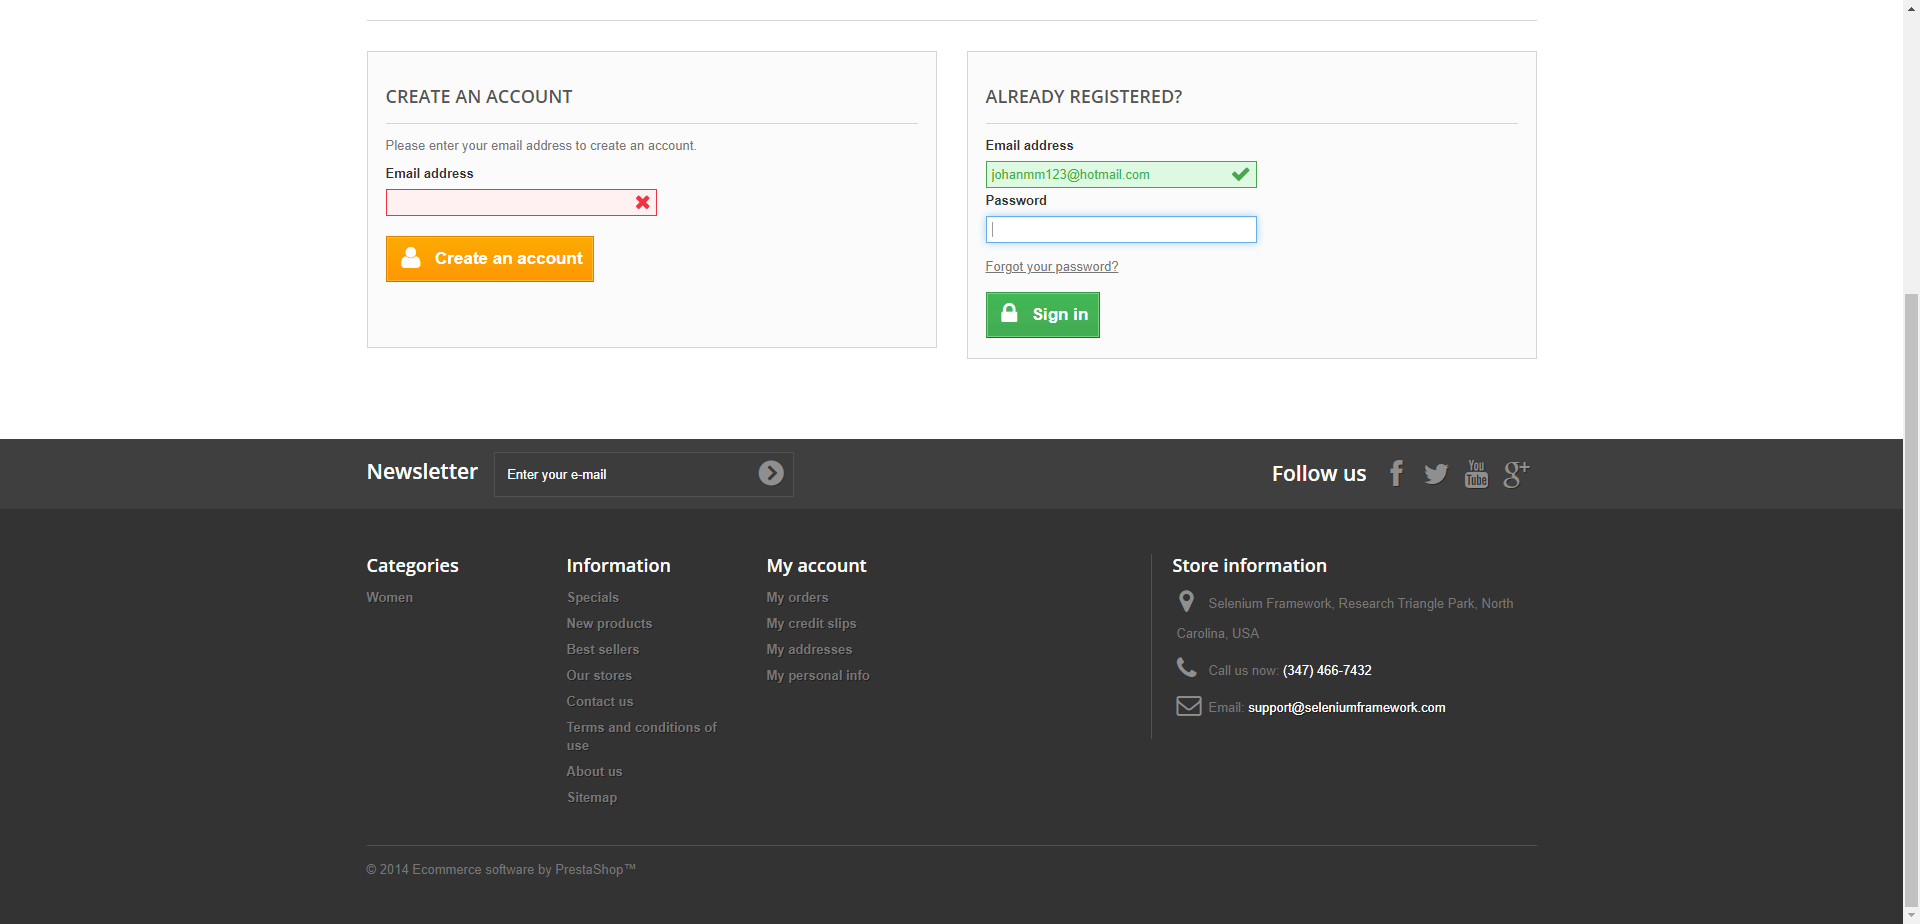 CREATE AN ACCOUNT
Please enter your email address to create an account.
Email address
Create an account
ALREADY REGISTERED?
Email address
johanmm123@hotmail.com
Password
Forgot your password?
Sign in
Newsletter
Enter your e-mail
Follow us
You
Tube
g+
Categories
Women
Information
Specials
New products
Best sellers
Our stores
Contact us
Terms and conditions of
use
About us
Sitemap
My account
My orders
My credit slips
My addresses
My personal info
Store information
Selenium Framework, Research Triangle Park, North
Carolina, USA
Call us now: (347) 466-7432
Email: support@seleniumframework.com
© 2014 Ecommerce software by PrestaShop™